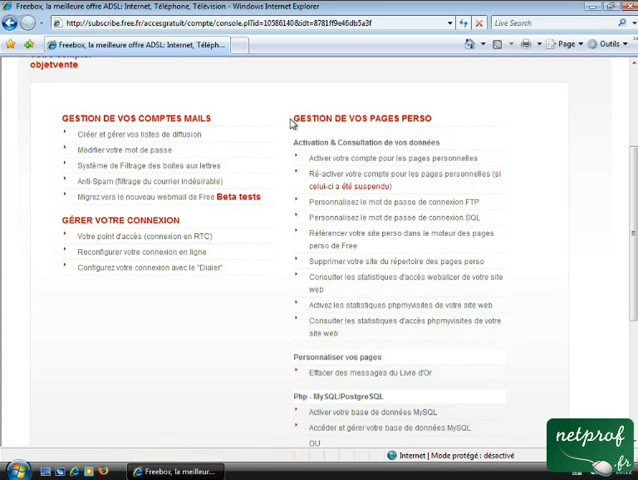 Freebox, la meilleure offre ADSL: Internet, Téléphone, Télévision - Windows Internet Explorer
http://subscribe.free.fr/accesgratuit/compte/console.pl?id=10586140&idt=8781ff9e46db5a3f
Live Search
Freebox, la meilleure offre ADSL: Internet, Téléph...
Page
Outils
objetvente
GESTION DE VOS COMPTES MAILS
Créer et gérer vos listes de diffusion
Modifier votre mot de passe
Système de Filtrage des boites aux lettres
Anti-Spam (filtrage du courrier indésirable)
Migrez vers le nouveau webmail de Free Beta tests
GÉRER VOTRE CONNEXION
Votre point d'accès (connection en RTC)
Reconfigurer votre connexion en ligne
Configurez votre connexion avec le "Dialer"
GESTION DE VOS PAGES PERSO
Activation & Consultation de vos données
Activer votre compte pour les pages personnelles
Ré-activer votre compte pour les pages personnelles (si
celui-ci a été suspendu)
Personnalisez le mot de passe de connexion FTP
Personnalisez le mot de passe de connexion SQL
Référencer votre site perso dans le moteur des pages
perso de Free
Supprimer votre site du répertoire des pages perso
Consulter les statistiques d'accès webalizer de votre site
web
Activez les statistiques phpmyvisites de votre site web
Consulter les statistiques d'accès phpmyvisites de votre
site web
Personnaliser vos pages
Effacer des messages du Livre d'Or
Php - MySQL/PostgreSQL
Activer votre base de données MySQL
Accéder et gérer votre base de données MySQL
OU
Internet | Mode protégé : désactivé
Freebox, la meilleur...
netprof
.fr